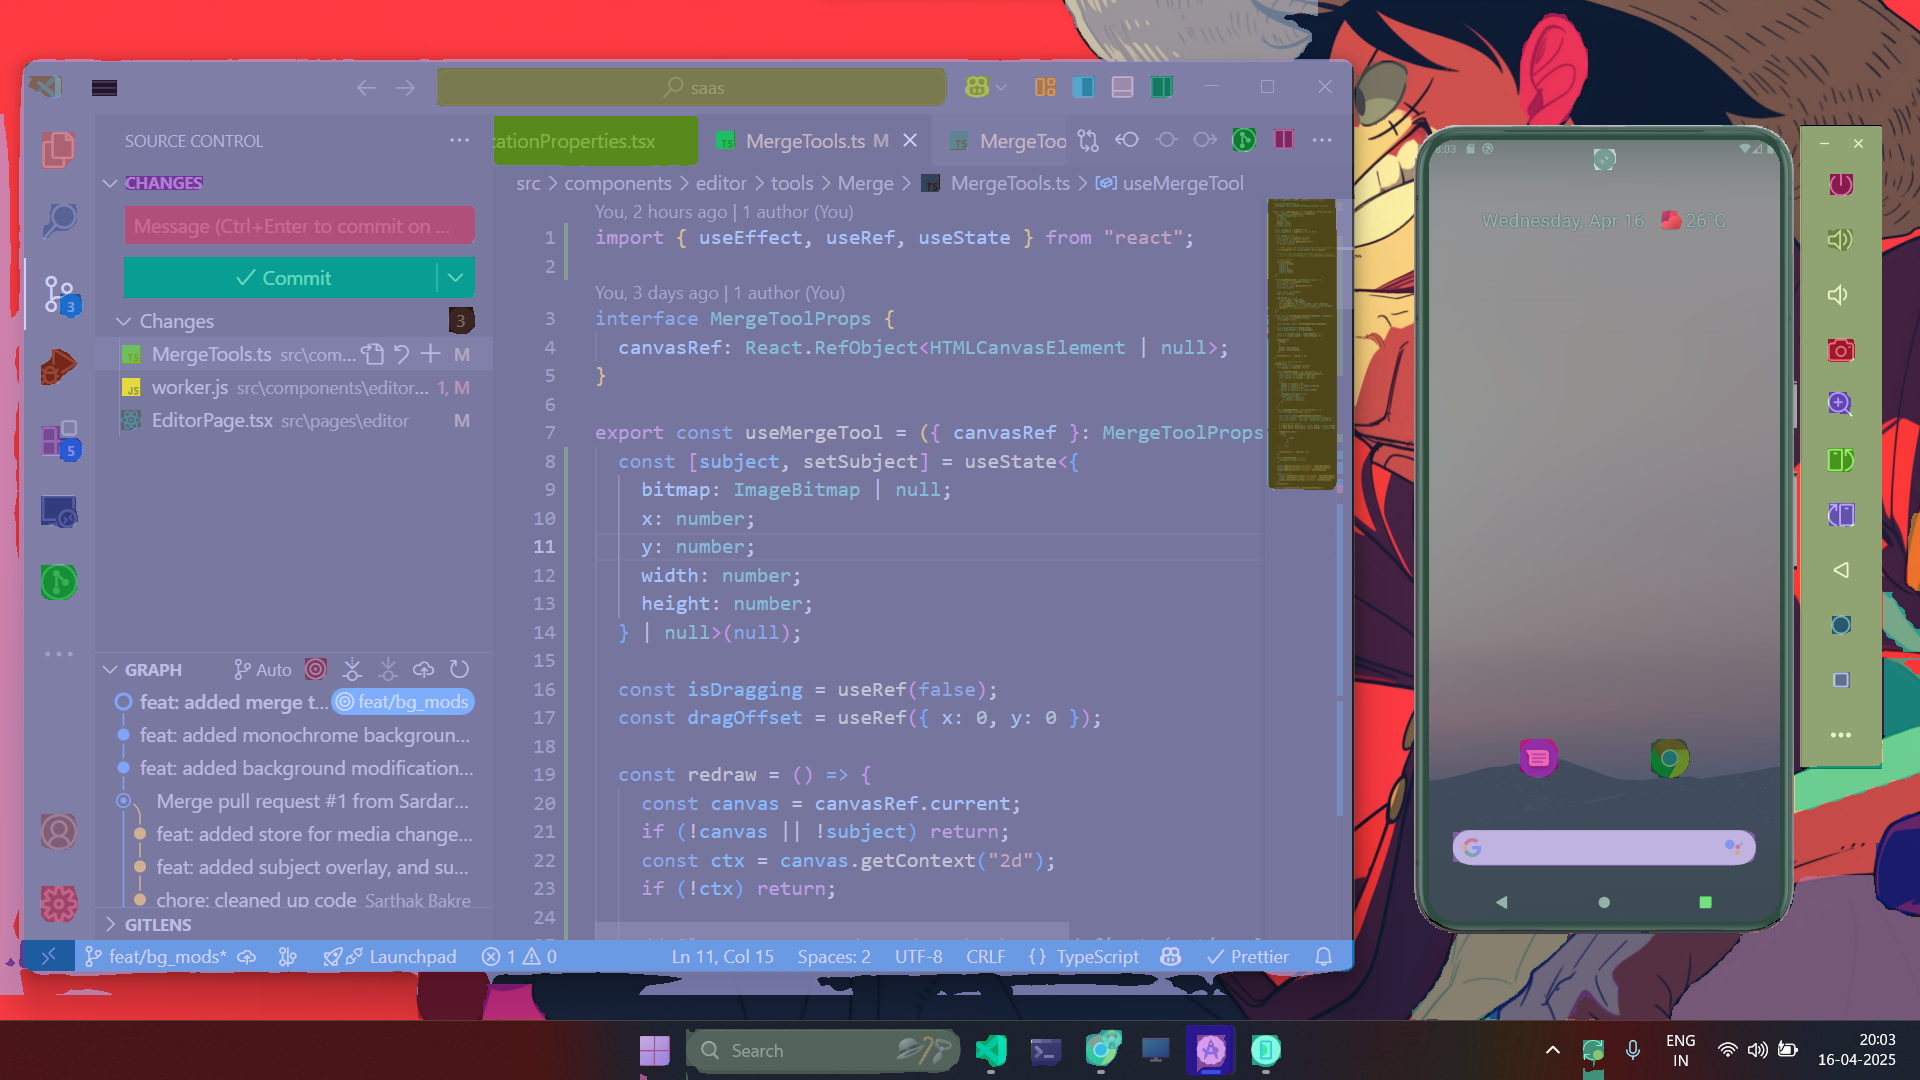 saas
SOURCE CONTROL
CHANGES
Message (Ctrl+Enter to commit on ...
Commit
Changes
3
MergeTools.ts src\com... M
worker.js src\components\editor... 1, M
EditorPage.tsx src\pages\editor M
3
5
GRAPH
Auto
feat: added merge t... feat/bg_mods
feat: added monochrome backgroun...
feat: added background modification...
Merge pull request #1 from Sardar...
feat: added store for media change...
feat: added subject overlay, and su...
chore: cleaned up code Sarthak Bakre
GITLENS
cationProperties.tsx
MergeTools.ts M
MergeToo
src > components > editor > tools > Merge > MergeTools.ts > useMergeTool
You, 2 hours ago | 1 author (You)
1 import { useEffect, useRef, useState } from "react";
2
You, 3 days ago | 1 author (You)
3 interface MergeToolProps {
4 canvasRef: React.RefObject<HTMLCanvasElement | null>;
5 }
6
7 export const useMergeTool = ({ canvasRef }: MergeToolProps
8 const [subject, setSubject] = useState<{
9 bitmap: ImageBitmap | null;
10 x: number;
11 y: number;
12 width: number;
13 height: number;
14 } | null>(null);
15
16 const isDragging = useRef(false);
17 const dragOffset = useRef({ x: 0, y: 0 });
18
19 const redraw = () => {
20 const canvas = canvasRef.current;
21 if (!canvas || !subject) return;
22 const ctx = canvas.getContext("2d");
23 if (!ctx) return;
24
feat/bg_mods*
Launchpad
1
0
Ln 11, Col 15
Spaces: 2
UTF-8
CRLF
{} TypeScript
Prettier
Wednesday, Apr 16 26°C
Search
ENG
IN
20:03
16-04-2025